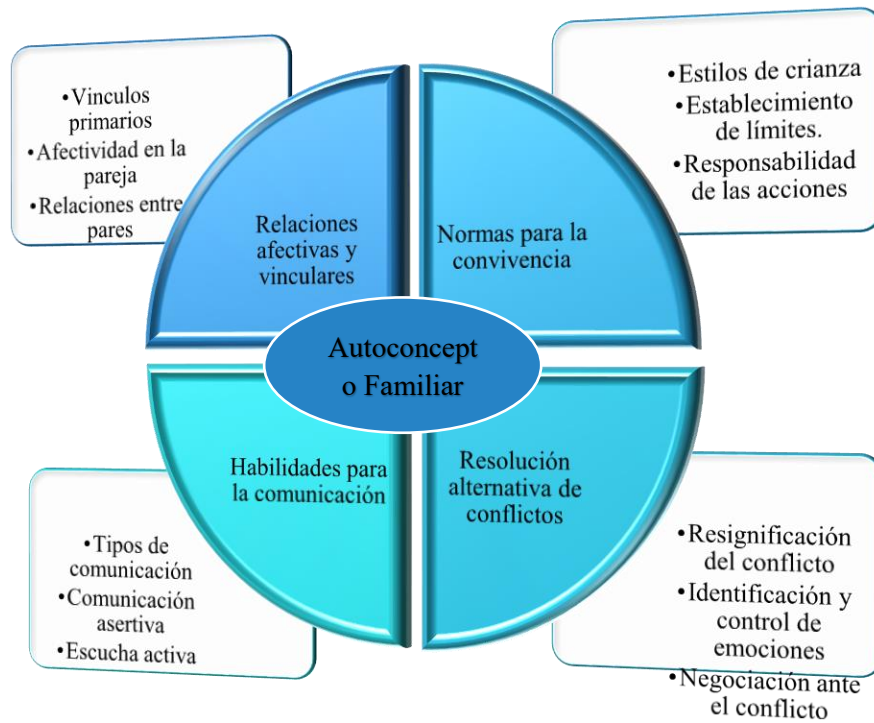 •Vinculos
primarios
•Afectividad en la
pareja
•Relaciones entre
pares
•Estilos de crianza
•Establecimiento
de límites.
•Responsabilidad
de las acciones
Relaciones
afectivas y
vinculares
Normas para la
convivencia
Autoconcept
o Familiar
Habilidades para
la comunicación
Resolución
alternativa de
conflictos
•Tipos de
comunicación
•Comunicación
asertiva
•Escucha activa
•Resignificación
del conflicto
•Identificación y
control de
emociones
•Negociación ante
el conflicto